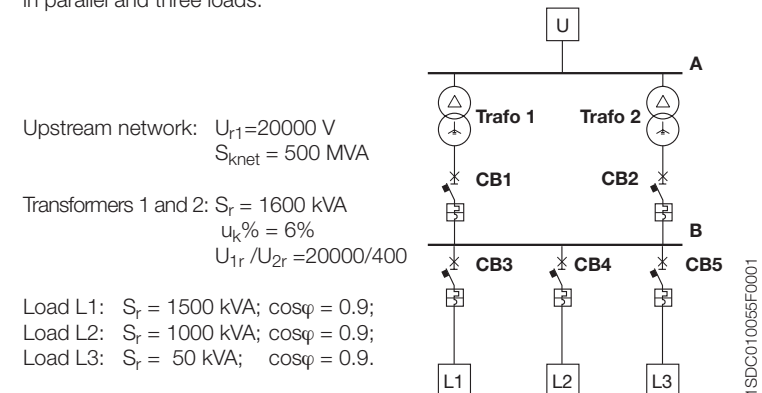 in parallel and three loads.
U
A
Trafo 1
Trafo 2
Upstream network: Ur1=20000 V
Sknet = 500 MVA
CB1
CB2
Transformers 1 and 2: Sr = 1600 kVA
uk% = 6%
U1r /U2r =20000/400
B
CB3
CB4
CB5
Load L1: Sr = 1500 kVA; cosφ = 0.9;
Load L2: Sr = 1000 kVA; cosφ = 0.9;
Load L3: Sr = 50 kVA; cosφ = 0.9.
L1
L2
L3
1SDC010055F0001